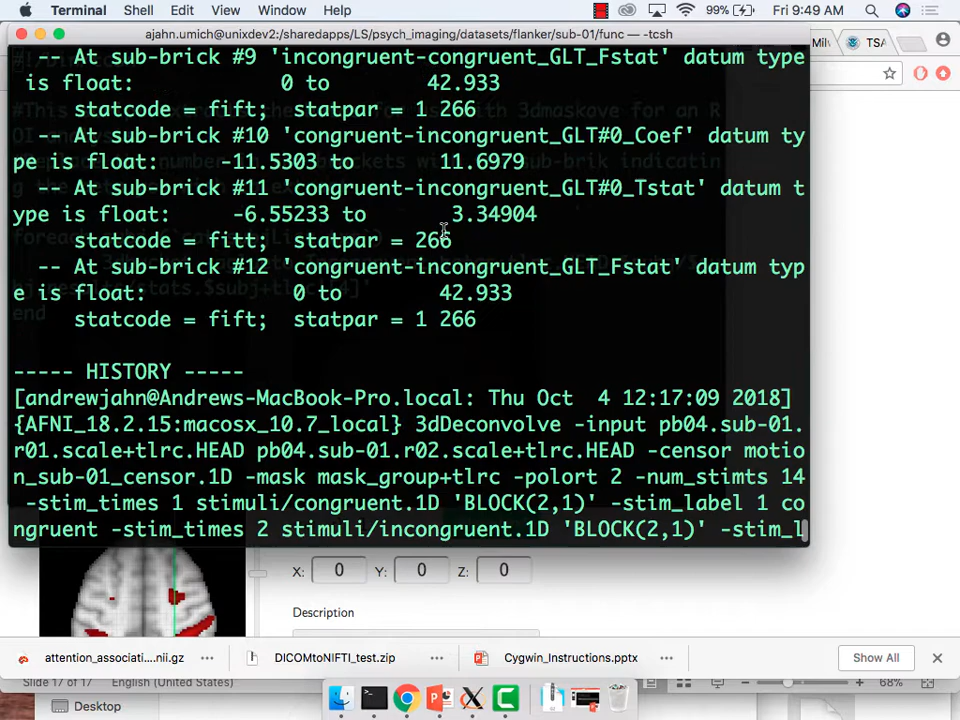 Terminal Shell Edit View Window Help
99% Fri 9:49 AM
ajahn.umich@unixdev2:/sharedapps/LS/psych_imaging/datasets/flanker/sub-01/func — -tcsh
TSA
-- At sub-brick #9 'incongruent-congruent_GLT_Fstat' datum type
is float: 0 to 42.933
statcode = fift; statpar = 1 266
-- At sub-brick #10 'congruent-incongruent_GLT#0_Coef' datum ty
pe is float: -11.5303 to 11.6979
-- At sub-brick #11 'congruent-incongruent_GLT#0_Tstat' datum t
ype is float: -6.55233 to 3.34904
statcode = fitt; statpar = 266
-- At sub-brick #12 'congruent-incongruent_GLT_Fstat' datum typ
e is float: 0 to 42.933
statcode = fift; statpar = 1 266
end
----- HISTORY -----
[andrewjahn@Andrews-MacBook-Pro.local: Thu Oct 4 12:17:09 2018]
{AFNI_18.2.15:macosx_10.7_local} 3dDeconvolve -input pb04.sub-01.
r01.scale+tlrc.HEAD pb04.sub-01.r02.scale+tlrc.HEAD -censor motio
n_sub-01_censor.1D -mask mask_group+tlrc -polort 2 -num_stimts 14
-stim_times 1 stimuli/congruent.1D 'BLOCK(2,1)' -stim_label 1 co
ngruent -stim_times 2 stimuli/incongruent.1D 'BLOCK(2,1)' -stim_l
X: 0 Y: 0 Z: 0
Description
attention_associati....nii.gz
DICOMtoNIFTI_test.zip
Cygwin_Instructions.pptx
Show All
Slide 17 of 17 English (United States)
68%
Desktop